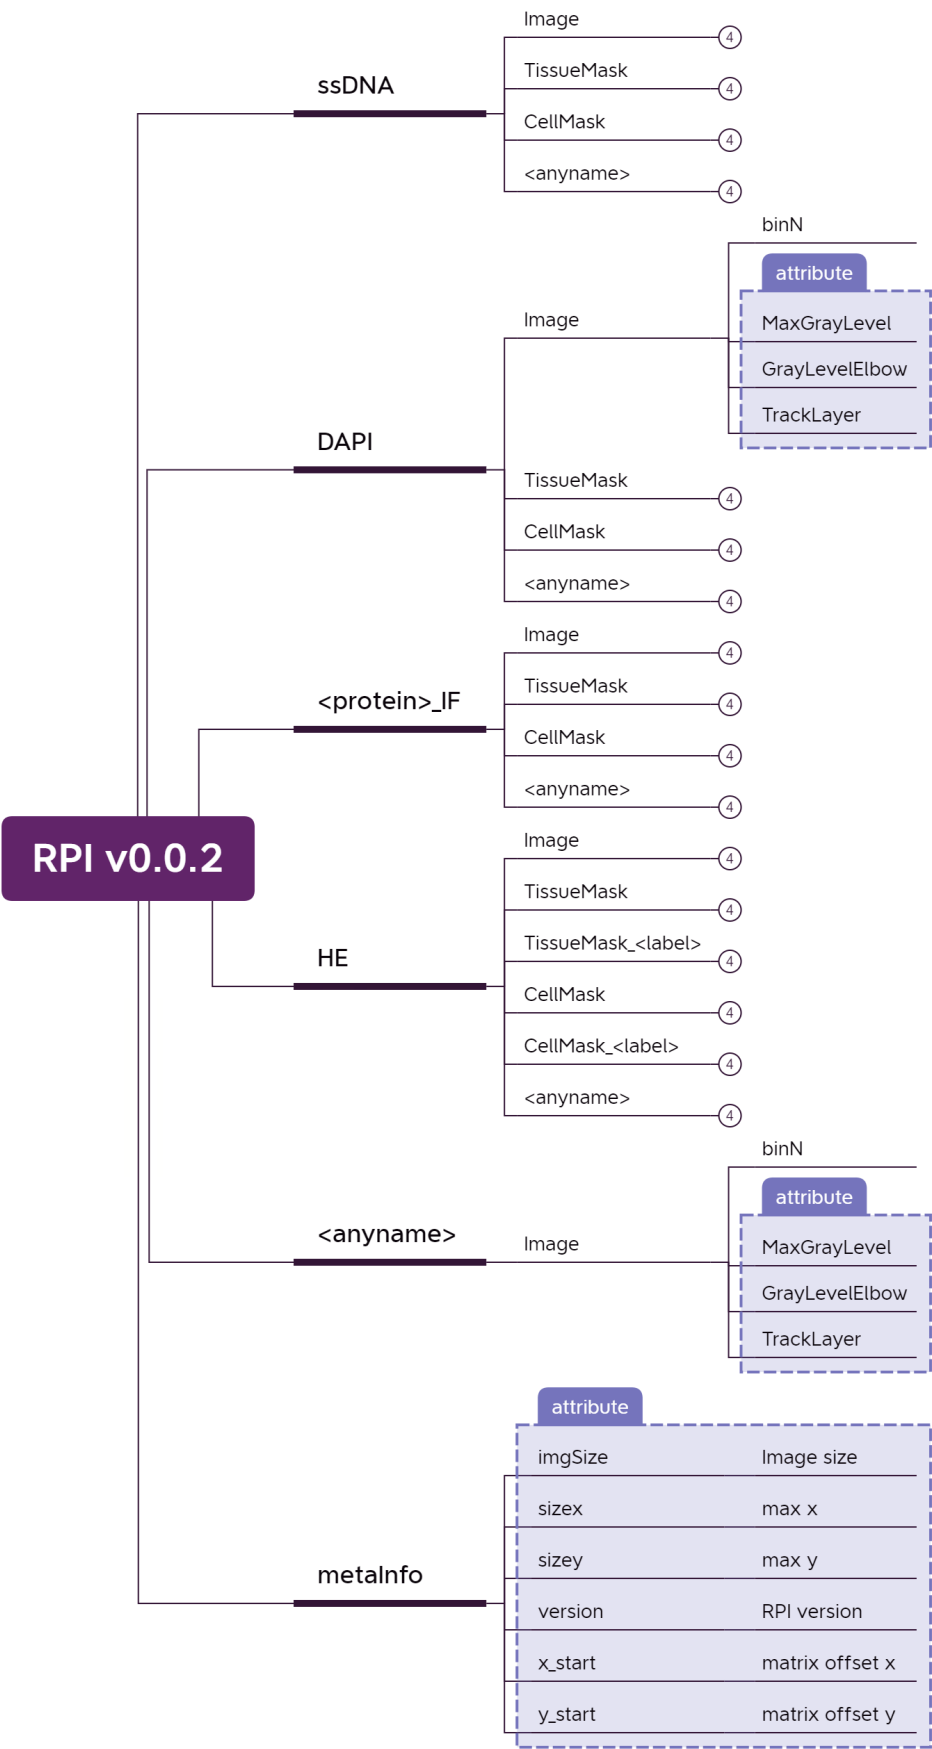 RPI v0.0.2
ssDNA
Image 4
TissueMask 4
CellMask 4
<anyname> 4
DAPI
Image
binN
attribute
MaxGrayLevel
GrayLevelElbow
TrackLayer
TissueMask 4
CellMask 4
<anyname> 4
<protein>_IF
Image 4
TissueMask 4
CellMask 4
<anyname> 4
HE
Image 4
TissueMask 4
TissueMask_<label> 4
CellMask 4
CellMask_<label> 4
<anyname> 4
<anyname>
Image
binN
attribute
MaxGrayLevel
GrayLevelElbow
TrackLayer
metaInfo
attribute
imgSize Image size
sizex max x
sizey max y
version RPI version
x_start matrix offset x
y_start matrix offset y